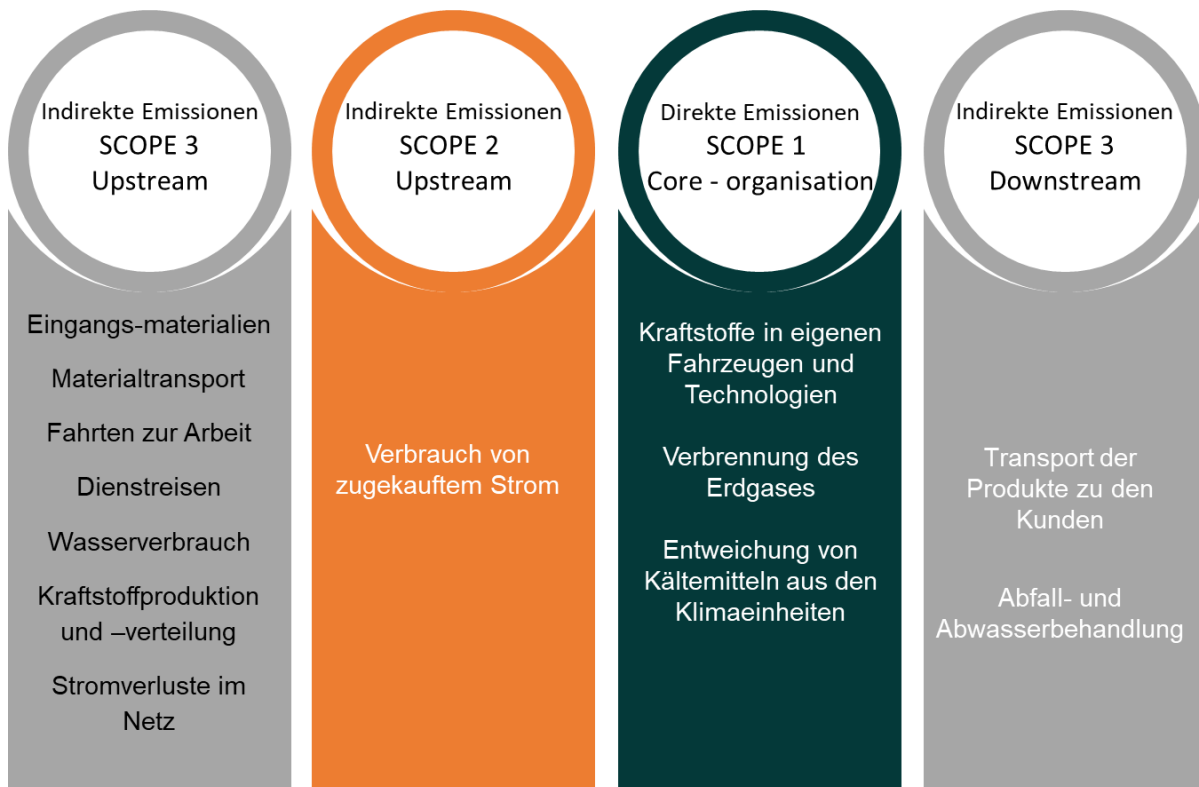 Indirekte Emissionen
SCOPE 3
Upstream
Eingangs-materialien
Materialtransport
Fahrten zur Arbeit
Dienstreisen
Wasserverbrauch
Kraftstoffproduktion
und –verteilung
Stromverluste im
Netz
Indirekte Emissionen
SCOPE 2
Upstream
Verbrauch von
zugekauftem Strom
Direkte Emissionen
SCOPE 1
Core - organisation
Kraftstoffe in eigenen
Fahrzeugen und
Technologien
Verbrennung des
Erdgases
Entweichung von
Kältemitteln aus den
Klimaeinheiten
Indirekte Emissionen
SCOPE 3
Downstream
Transport der
Produkte zu den
Kunden
Abfall- und
Abwasserbehandlung